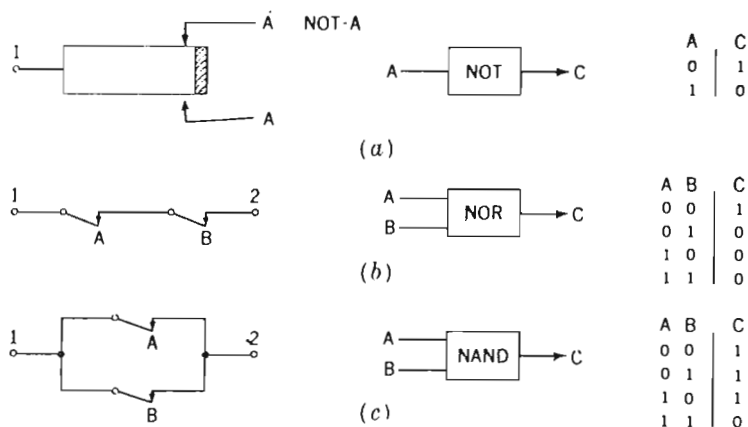 1
A NOT-A
A
A NOT C
A C
0 1
1 0
(a)
1 2
A B
A
B NOR C
A B C
0 0 1
0 1 0
1 0 0
1 1 0
(b)
1 2
A
B
A
B NAND C
A B C
0 0 1
0 1 1
1 0 1
1 1 0
(c)